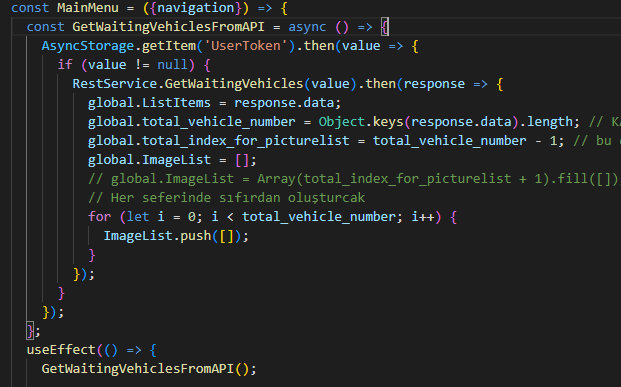 const MainMenu = ({navigation}) => {
const GetWaitingVehiclesFromAPI = async () => {
AsyncStorage.getItem('UserToken').then(value => {
if (value != null) {
RestService.GetWaitingVehicles(value).then(response => {
global.ListItems = response.data;
global.total_vehicle_number = Object.keys(response.data).length; // K
global.total_index_for_picturelist = total_vehicle_number - 1; // bu
global.ImageList = [];
// global.ImageList = Array(total_index_for_picturelist + 1).fill([])
// Her seferinde sıfırdan oluşturcak
for (let i = 0; i < total_vehicle_number; i++) {
ImageList.push([]);
}
});
}
});
};
useEffect(() => {
GetWaitingVehiclesFromAPI();